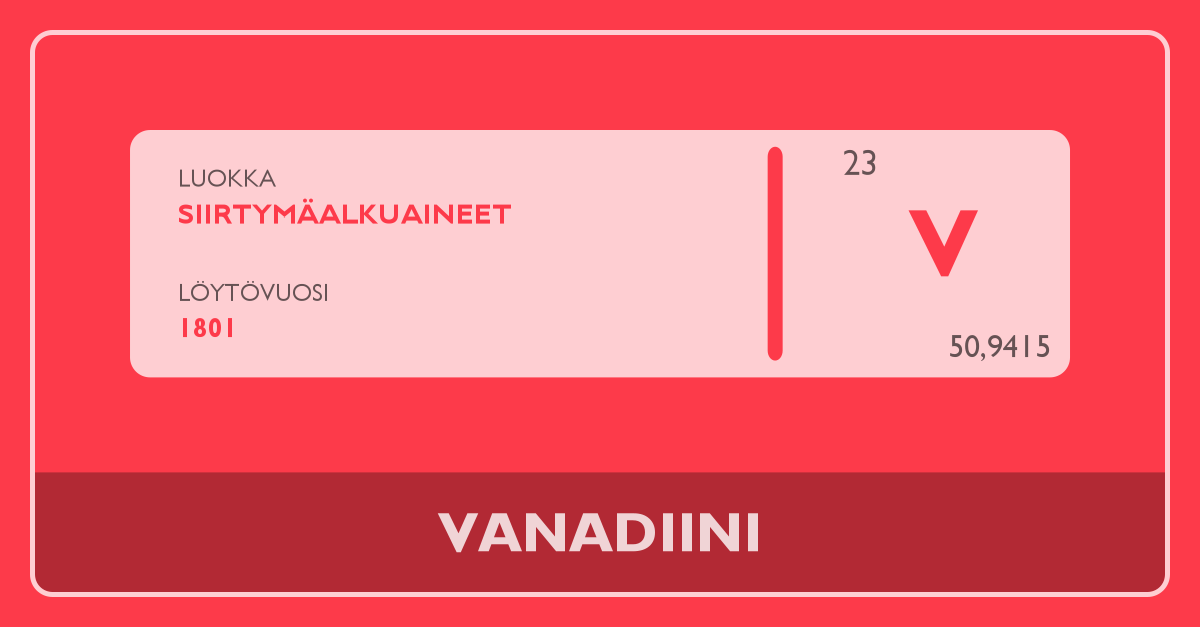 LUOKKA
SIIRTYMÄALKUAINEET
LÖYTÖVUOSI
1801
23
V
50,9415
VANADIINI